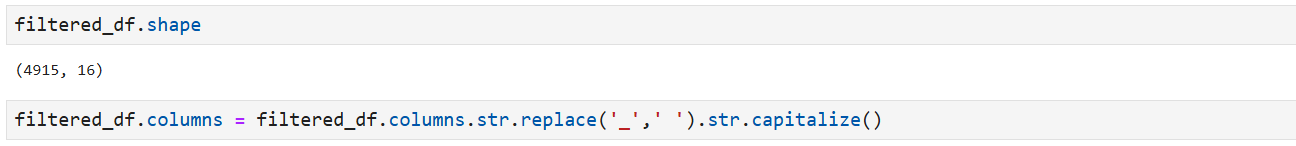 filtered_df.shape
(4915, 16)
filtered_df.columns = filtered_df.columns.str.replace('_',' ').str.capitalize()